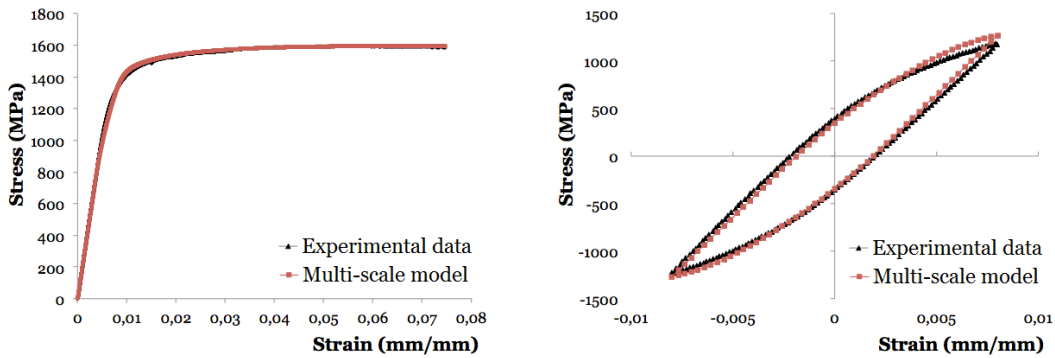 1800
1600
1400
1200
1000
800
600
400
200
0
Stress (MPa)
Experimental data
Multi-scale model
0 0,01 0,02 0,03 0,04 0,05 0,06 0,07 0,08
Strain (mm/mm)
1500
1000
500
0
-500
-1000
-1500
Stress (MPa)
Experimental data
Multi-scale model
-0,01 -0,005 0 0,005 0,01
Strain (mm/mm)